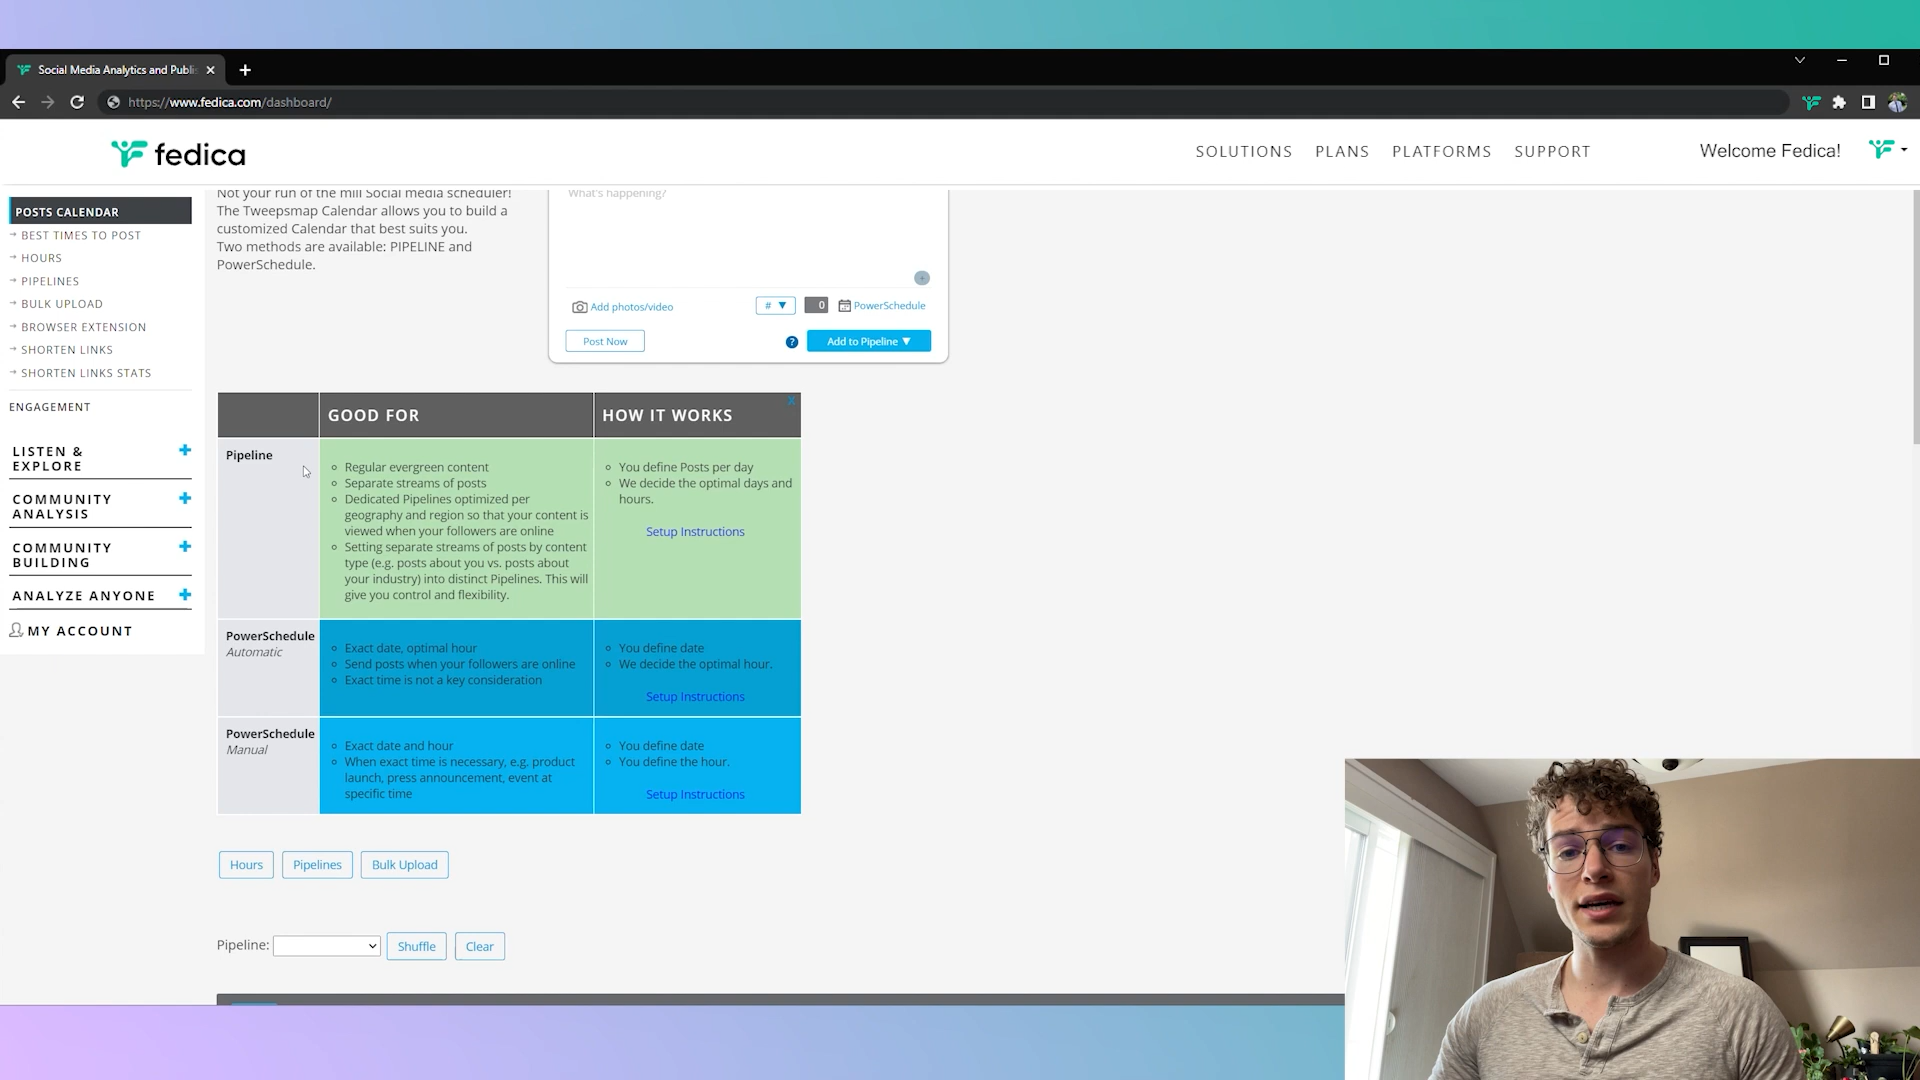 Social Media Analytics and Publi
https://www.fedica.com/dashboard/
fedica
SOLUTIONS
PLANS
PLATFORMS
SUPPORT
Welcome Fedica!
POSTS CALENDAR
BEST TIMES TO POST
HOURS
PIPELINES
BULK UPLOAD
BROWSER EXTENSION
SHORTEN LINKS
SHORTEN LINKS STATS
ENGAGEMENT
LISTEN &
EXPLORE
COMMUNITY
ANALYSIS
COMMUNITY
BUILDING
ANALYZE ANYONE
MY ACCOUNT
Not your run of the mill Social media scheduler!
The Tweepsmap Calendar allows you to build a
customized Calendar that best suits you.
Two methods are available: PIPELINE and
PowerSchedule.
What's happening?
Add photos/video
# ▼
0
PowerSchedule
Post Now
?
Add to Pipeline ▼
GOOD FOR
HOW IT WORKS
x
Pipeline
Regular evergreen content
Separate streams of posts
Dedicated Pipelines optimized per
geography and region so that your content is
viewed when your followers are online
Setting separate streams of posts by content
type (e.g. posts about you vs. posts about
your industry) into distinct Pipelines. This will
give you control and flexibility.
You define Posts per day
We decide the optimal days and
hours.
Setup Instructions
PowerSchedule
Automatic
Exact date, optimal hour
Send posts when your followers are online
Exact time is not a key consideration
You define date
We decide the optimal hour.
Setup Instructions
PowerSchedule
Manual
Exact date and hour
When exact time is necessary, e.g. product
launch, press announcement, event at
specific time
You define date
You define the hour.
Setup Instructions
Hours
Pipelines
Bulk Upload
Pipeline:
Shuffle
Clear